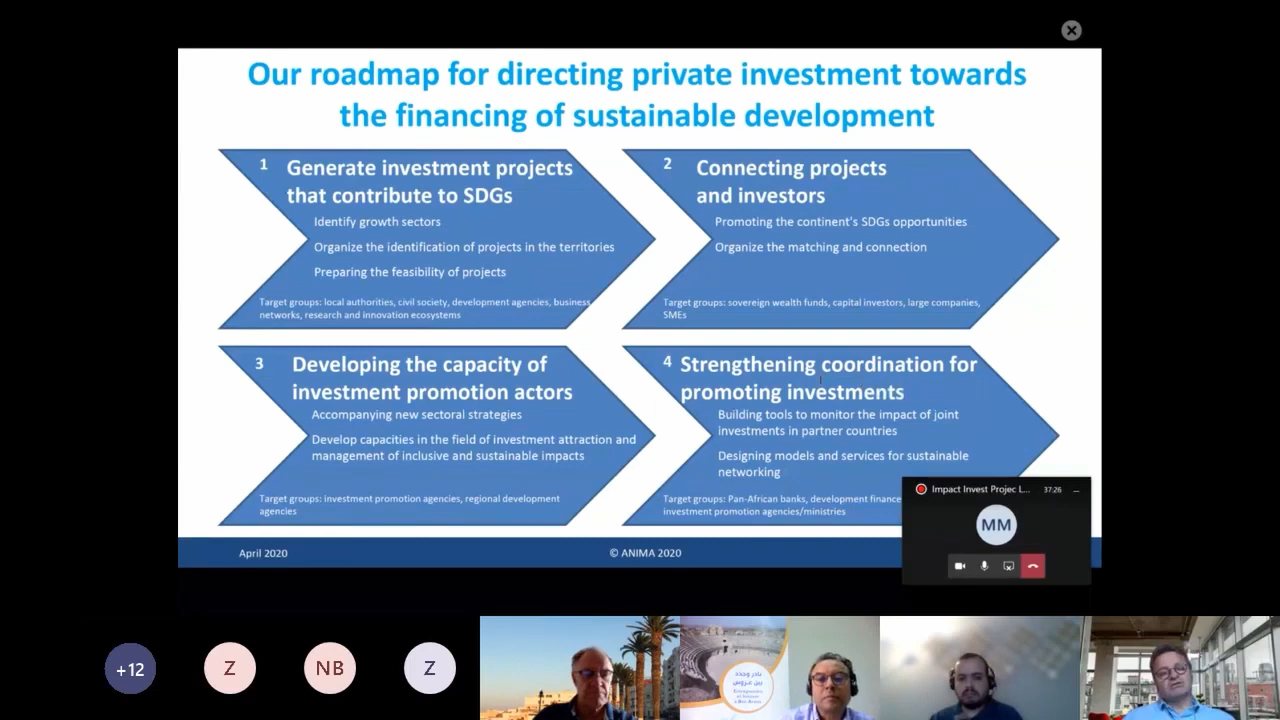 Our roadmap for directing private investment towards
the financing of sustainable development
1
Generate investment projects
that contribute to SDGs
Identify growth sectors
Organize the identification of projects in the territories
Preparing the feasibility of projects
Target groups: local authorities, civil society, development agencies, business
networks, research and innovation ecosystems
2
Connecting projects
and investors
Promoting the continent's SDGs opportunities
Organize the matching and connection
Target groups: sovereign wealth funds, capital investors, large companies,
SMEs
3
Developing the capacity of
investment promotion actors
Accompanying new sectoral strategies
Develop capacities in the field of investment attraction and
management of inclusive and sustainable impacts
Target groups: investment promotion agencies, regional development
agencies
4
Strengthening coordination for
promoting investments
Building tools to monitor the impact of joint
investments in partner countries
Designing models and services for sustainable
networking
Target groups: Pan-African banks, development finance
investment promotion agencies/ministries
Impact Invest Projec L... 37:26
MM
April 2020
© ANIMA 2020
+12
Z
NB
Z
بادر وجدد